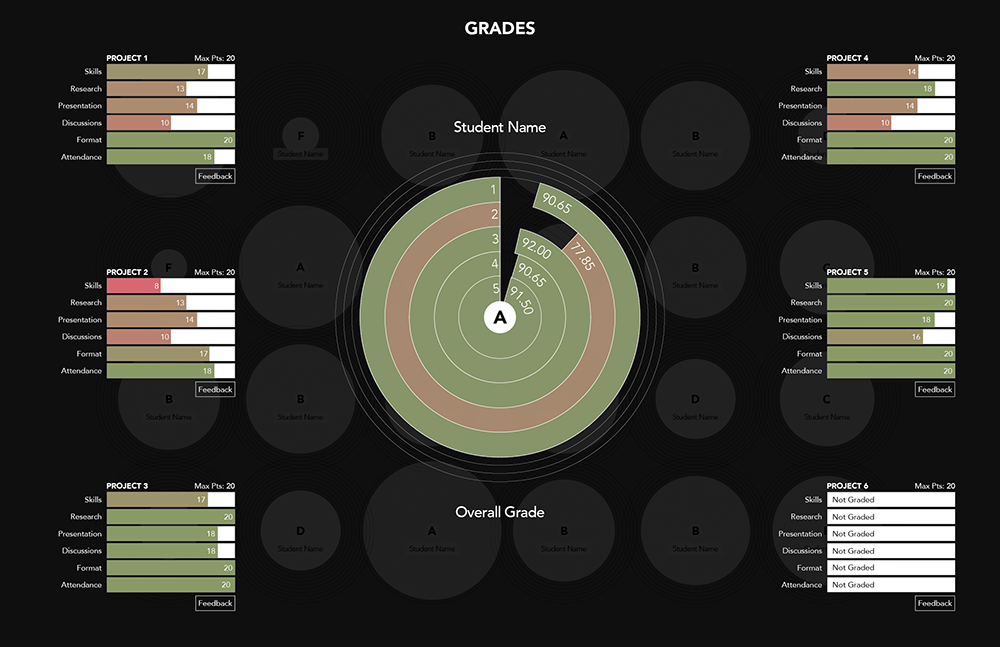 GRADES
PROJECT 1 Max Pts: 20
Skills 17
Research 13
Presentation 14
Discussions 10
Format 20
Attendance 18
Feedback
PROJECT 4 Max Pts: 20
Skills 14
Research 18
Presentation 14
Discussions 10
Format 20
Attendance 20
Feedback
Student Name
F
Student Name
B
Student Name
A
Student Name
B
Student Name
1 90.65
2 77.85
3 92.00
4 90.65
5 91.50
A
F
A
Student Name
B
Student Name
C
Student Name
PROJECT 2 Max Pts: 20
Skills 8
Research 13
Presentation 14
Discussions 10
Format 17
Attendance 18
Feedback
PROJECT 5 Max Pts: 20
Skills 19
Research 20
Presentation 18
Discussions 16
Format 20
Attendance 20
Feedback
B
Student Name
B
Student Name
D
Student Name
C
Student Name
PROJECT 3 Max Pts: 20
Skills 17
Research 20
Presentation 18
Discussions 18
Format 20
Attendance 20
Feedback
Overall Grade
D
Student Name
A
Student Name
B
Student Name
B
Student Name
PROJECT 6 Max Pts: 20
Skills Not Graded
Research Not Graded
Presentation Not Graded
Discussions Not Graded
Format Not Graded
Attendance Not Graded
Feedback